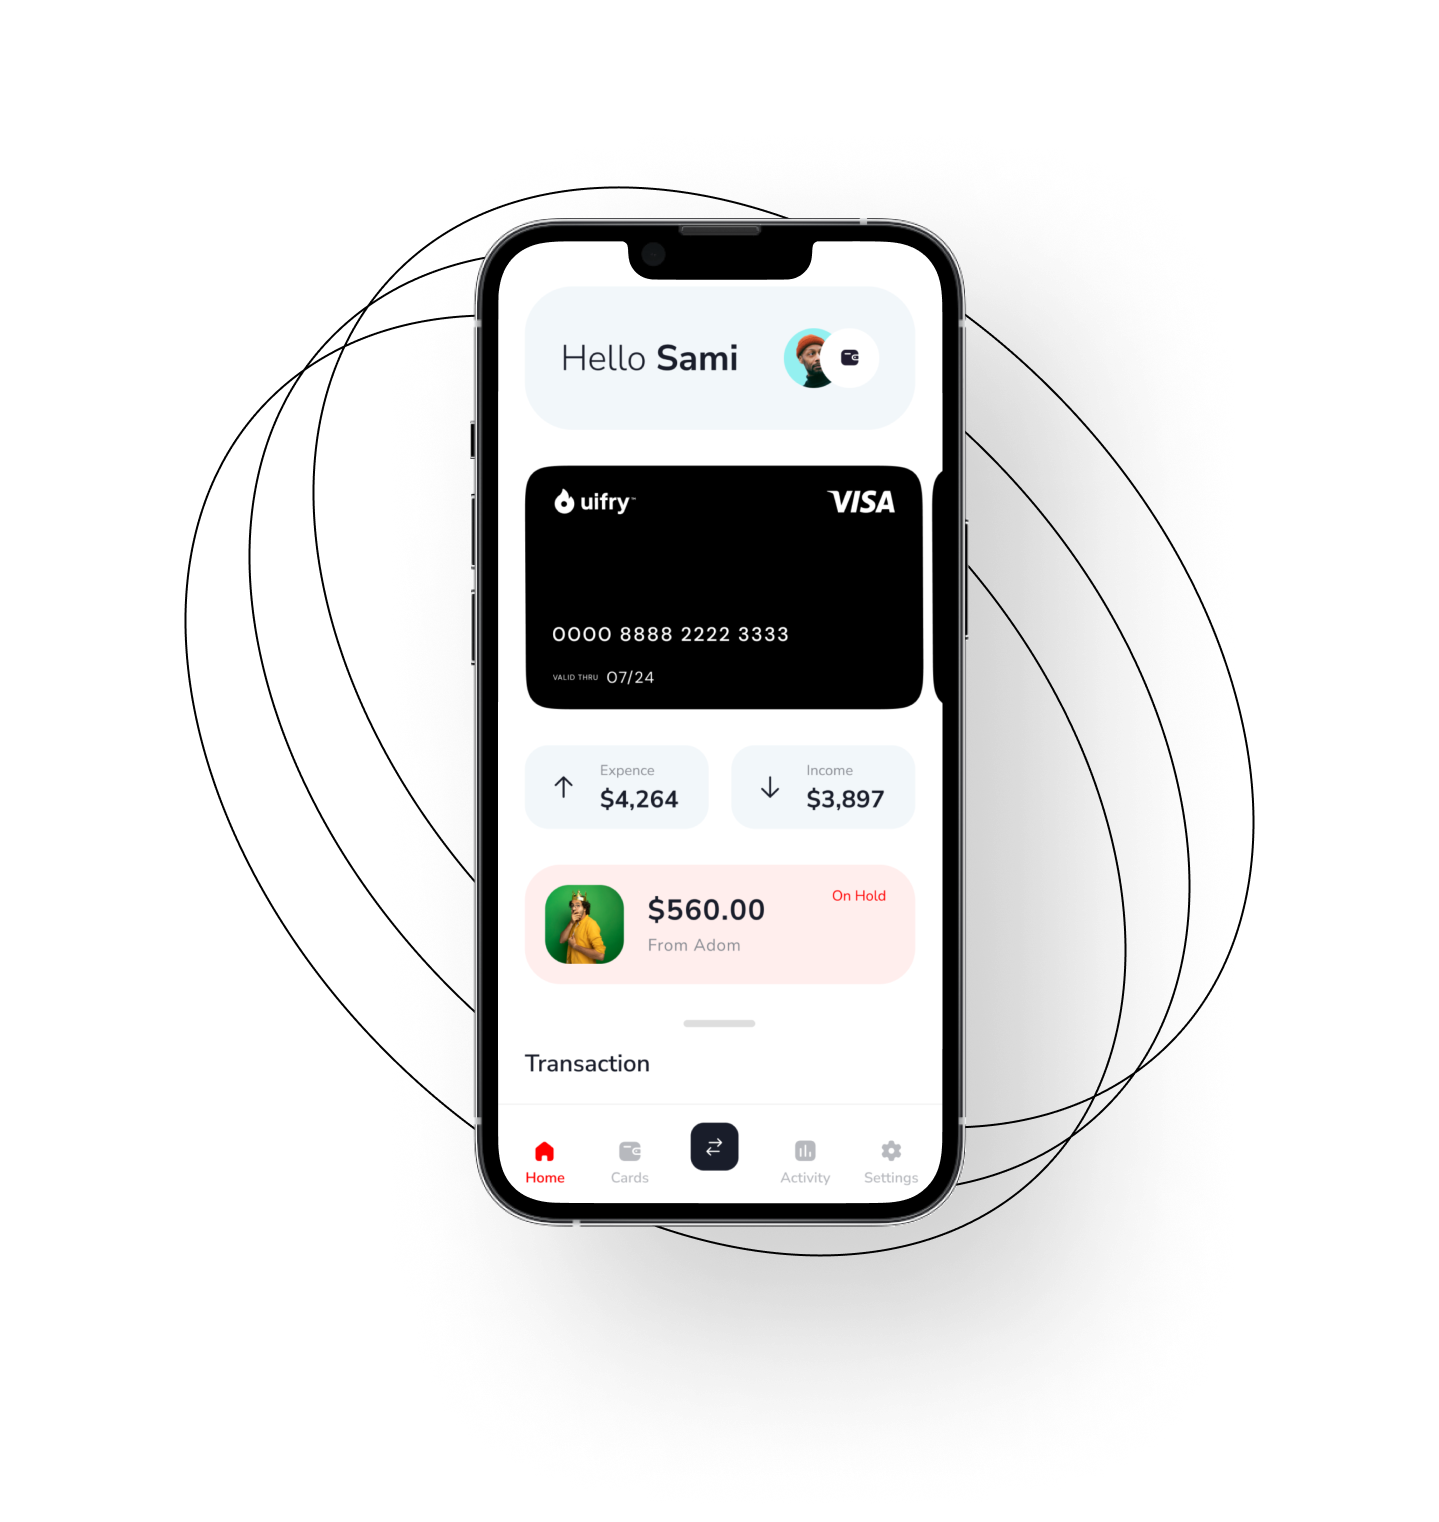 Hello Sami
uifry™
VISA
0000 8888 2222 3333
VALID THRU 07/24
Expence
$4,264
Income
$3,897
$560.00
On Hold
From Adom
Transaction
Home
Cards
Activity
Settings